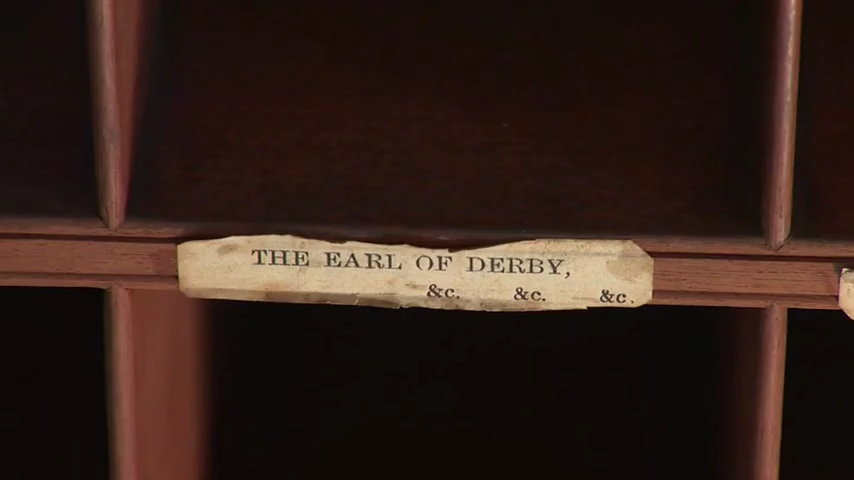 THE EARL OF DERBY,
&c. &c. &c.